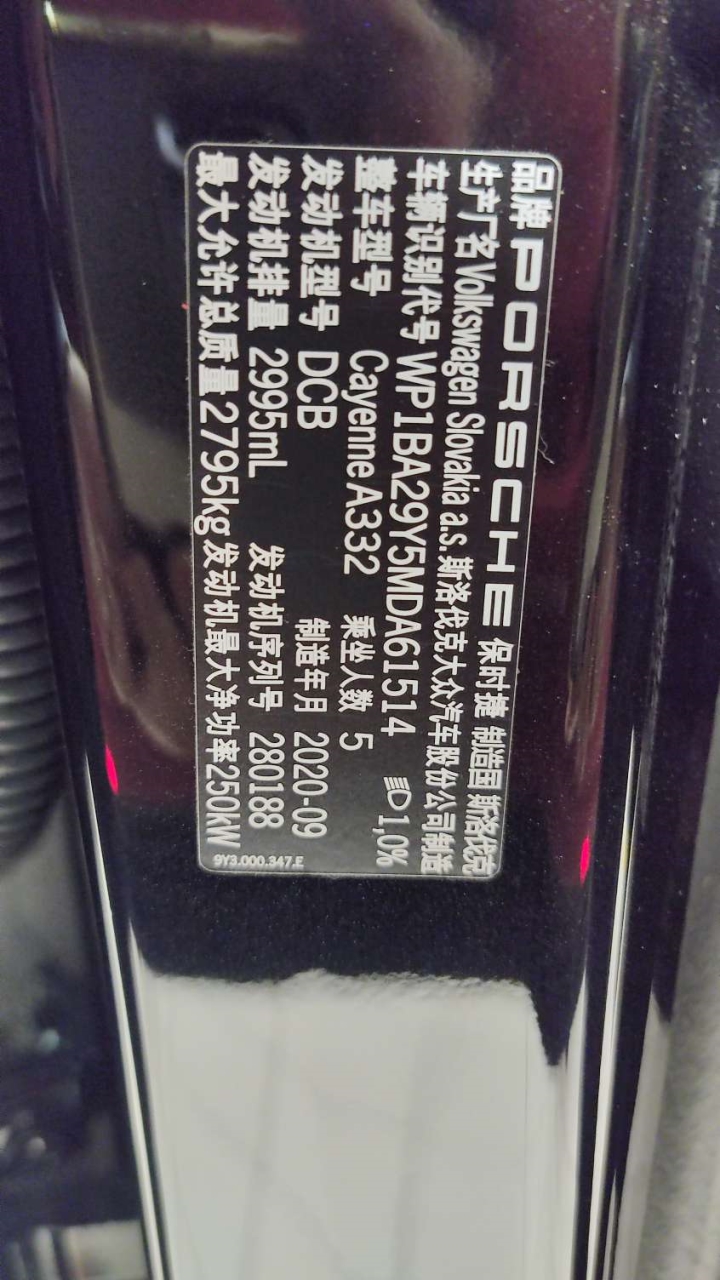 品牌 PORSCHE 保时捷 制造国 斯洛伐克
生产厂名 Volkswagen Slovakia a.s. 斯洛伐克大众汽车股份公司制造
车辆识别代号 WP1BA29Y5MDA61514 1,0%
整车型号 Cayenne A332 乘坐人数 5
发动机型号 DCB 制造年月 2020-09
发动机排量 2995mL 发动机序列号 280188
最大允许总质量 2795kg 发动机最大净功率 250kW
9Y3.000.347.E